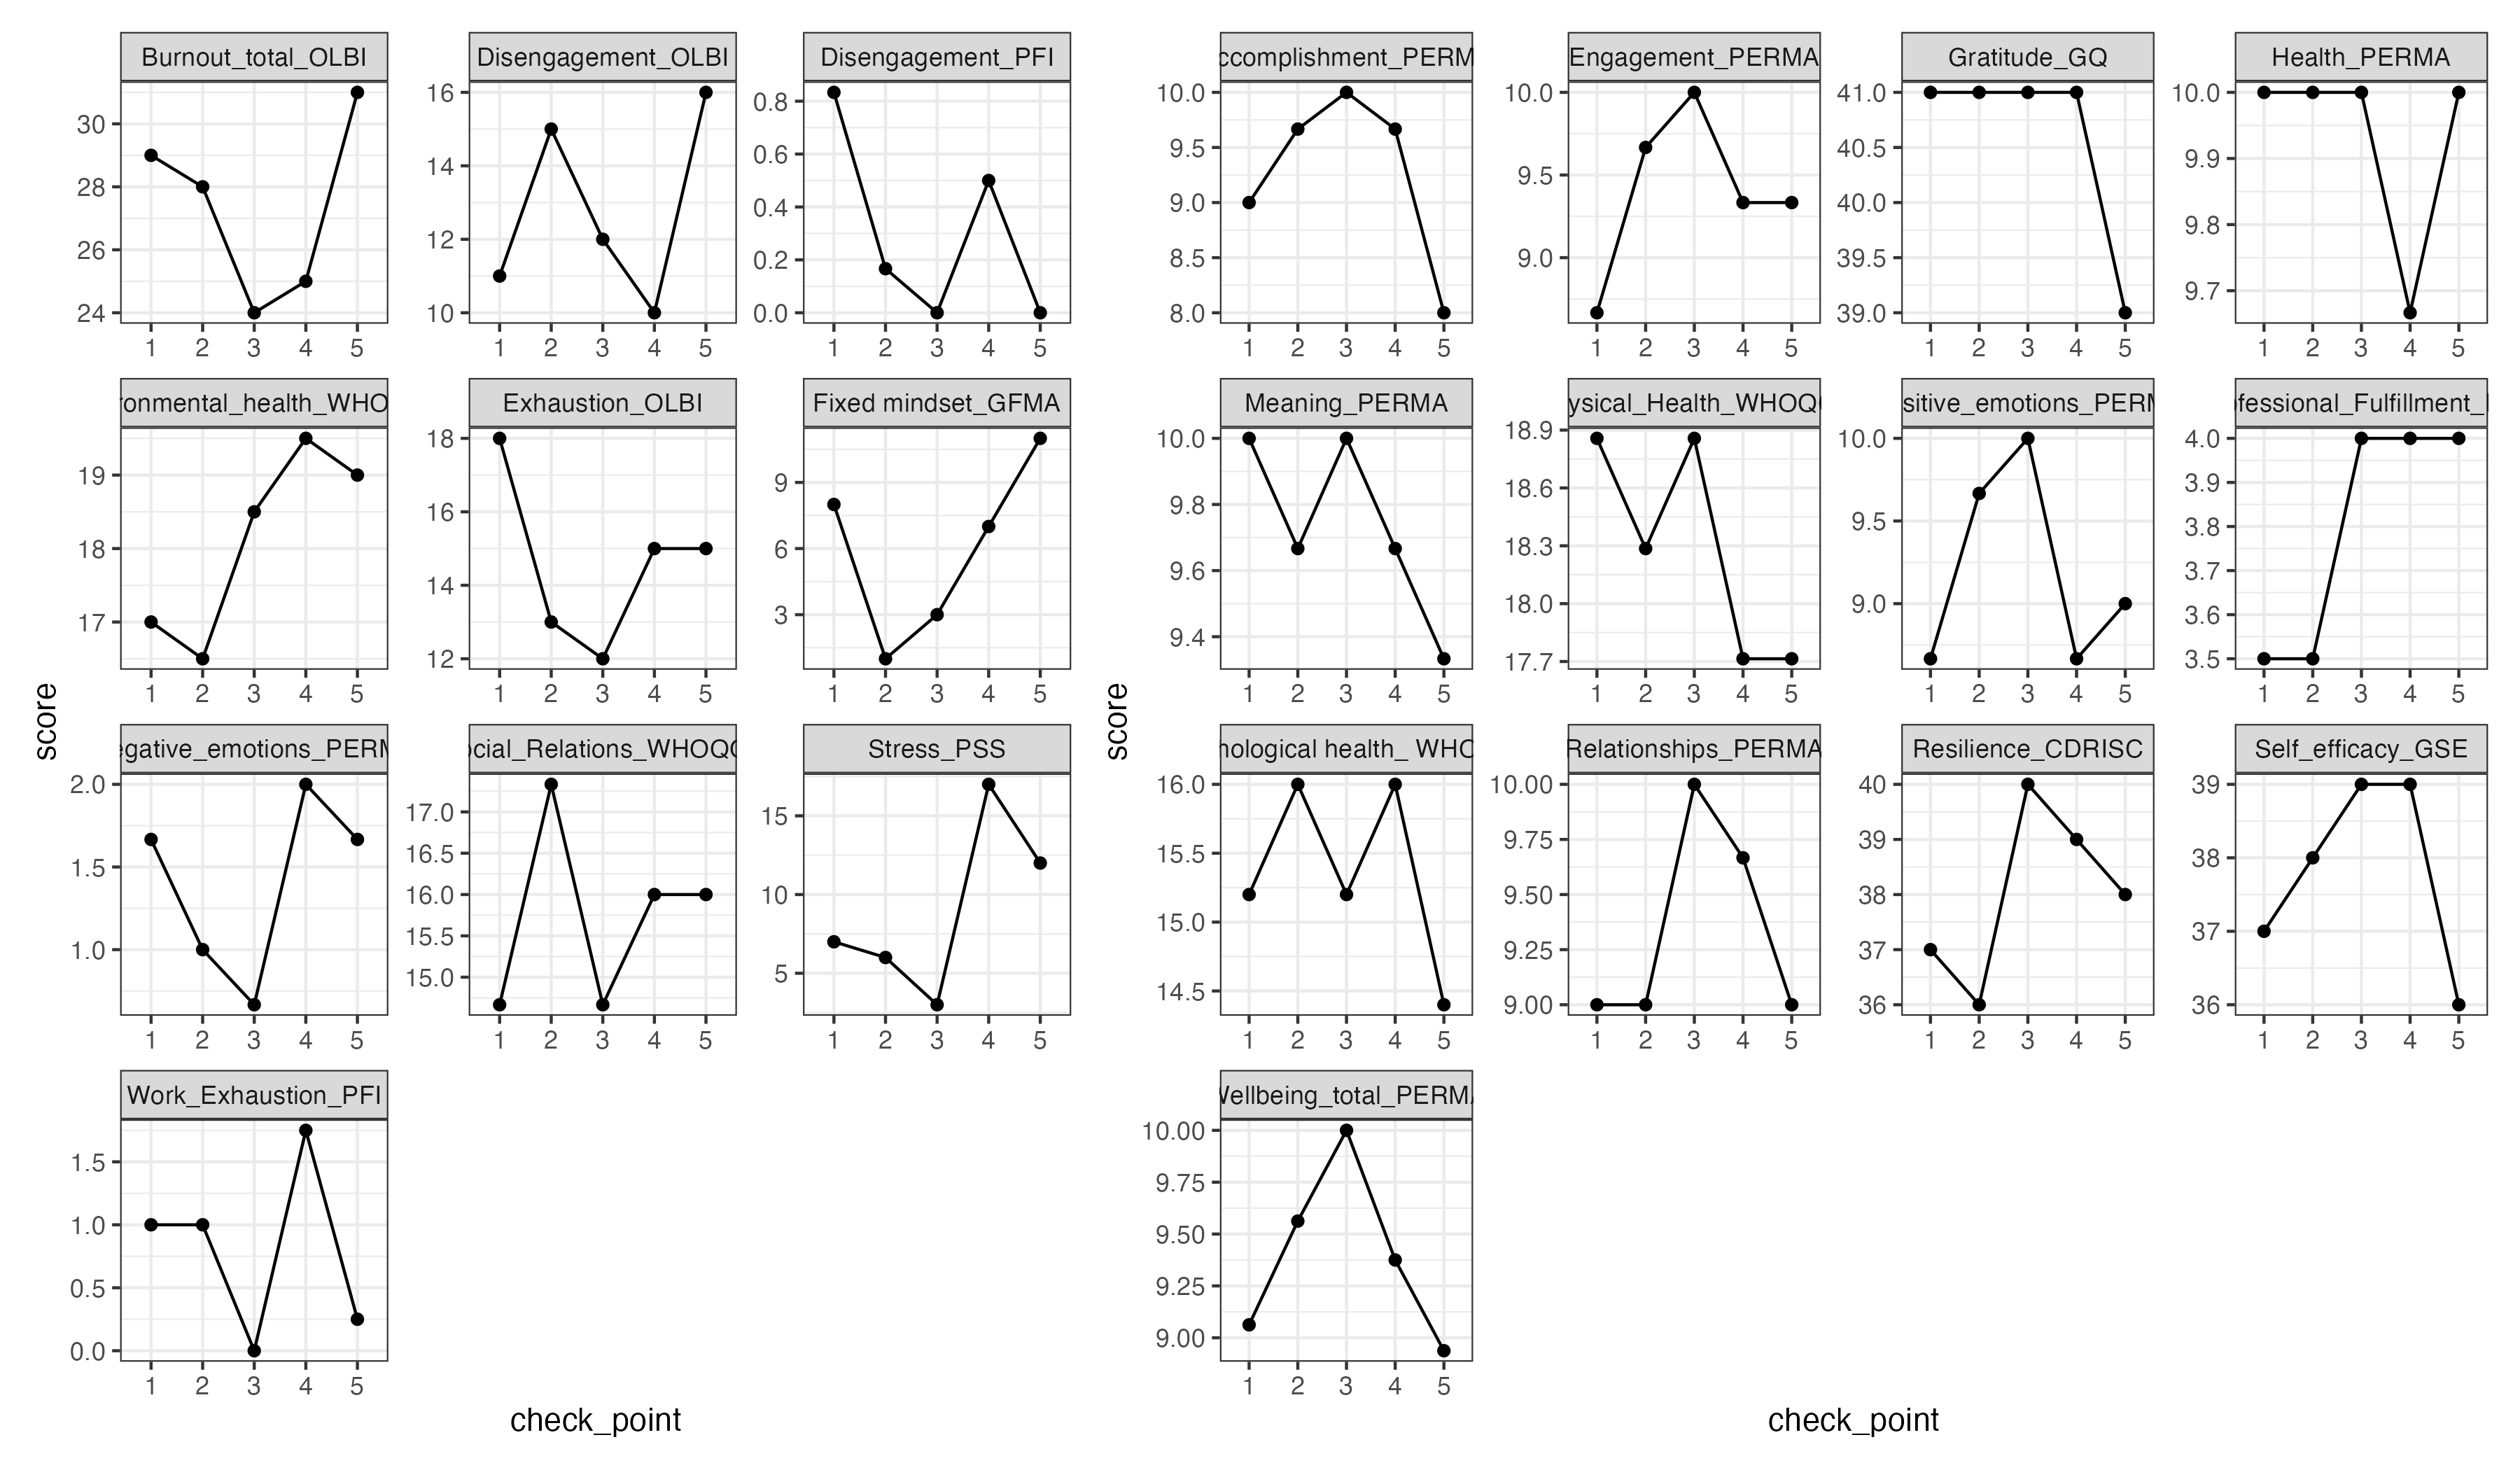 Burnout_total_OLBI
30
28
26
24
1 2 3 4 5
Disengagement_OLBI
16
14
12
10
1 2 3 4 5
Disengagement_PFI
0.8
0.6
0.4
0.2
0.0
1 2 3 4 5
ronmental_health_WHO
19
18
17
1 2 3 4 5
Exhaustion_OLBI
18
16
14
12
1 2 3 4 5
Fixed mindset_GFMA
9
6
3
1 2 3 4 5
score
egative_emotions_PERM
2.0
1.5
1.0
1 2 3 4 5
ocial_Relations_WHOQO
17.0
16.5
16.0
15.5
15.0
1 2 3 4 5
Stress_PSS
15
10
5
1 2 3 4 5
Work_Exhaustion_PFI
1.5
1.0
0.5
0.0
1 2 3 4 5
check_point
ccomplishment_PERM
10.0
9.5
9.0
8.5
8.0
1 2 3 4 5
Engagement_PERMA
10.0
9.5
9.0
1 2 3 4 5
Gratitude_GQ
41.0
40.5
40.0
39.5
39.0
1 2 3 4 5
Health_PERMA
10.0
9.9
9.8
9.7
1 2 3 4 5
Meaning_PERMA
10.0
9.8
9.6
9.4
1 2 3 4 5
ysical_Health_WHOQO
18.9
18.6
18.3
18.0
17.7
1 2 3 4 5
sitive_emotions_PERM
10.0
9.5
9.0
1 2 3 4 5
ofessional_Fulfillment_
4.0
3.9
3.8
3.7
3.6
3.5
1 2 3 4 5
score
hological health_ WHO
16.0
15.5
15.0
14.5
1 2 3 4 5
Relationships_PERMA
10.00
9.75
9.50
9.25
9.00
1 2 3 4 5
Resilience_CDRISC
40
39
38
37
36
1 2 3 4 5
Self_efficacy_GSE
39
38
37
36
1 2 3 4 5
Wellbeing_total_PERMA
10.00
9.75
9.50
9.25
9.00
1 2 3 4 5
check_point